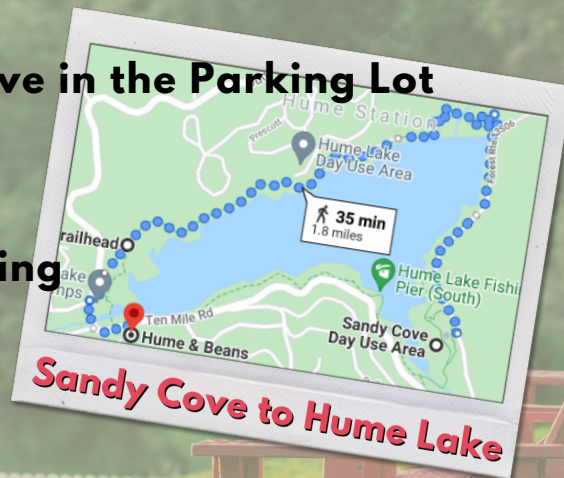 ve in the Parking Lot
Hume Station
Prescott
Hume Lake
Day Use Area
Forest Rte 13S06
35 min
1.8 miles
railhead
ing
ake
mps
Hume Lake Fishi
Pier (South)
Ten Mile Rd
Sandy Cove
Day Use Area
Hume & Beans
Sandy Cove to Hume Lake